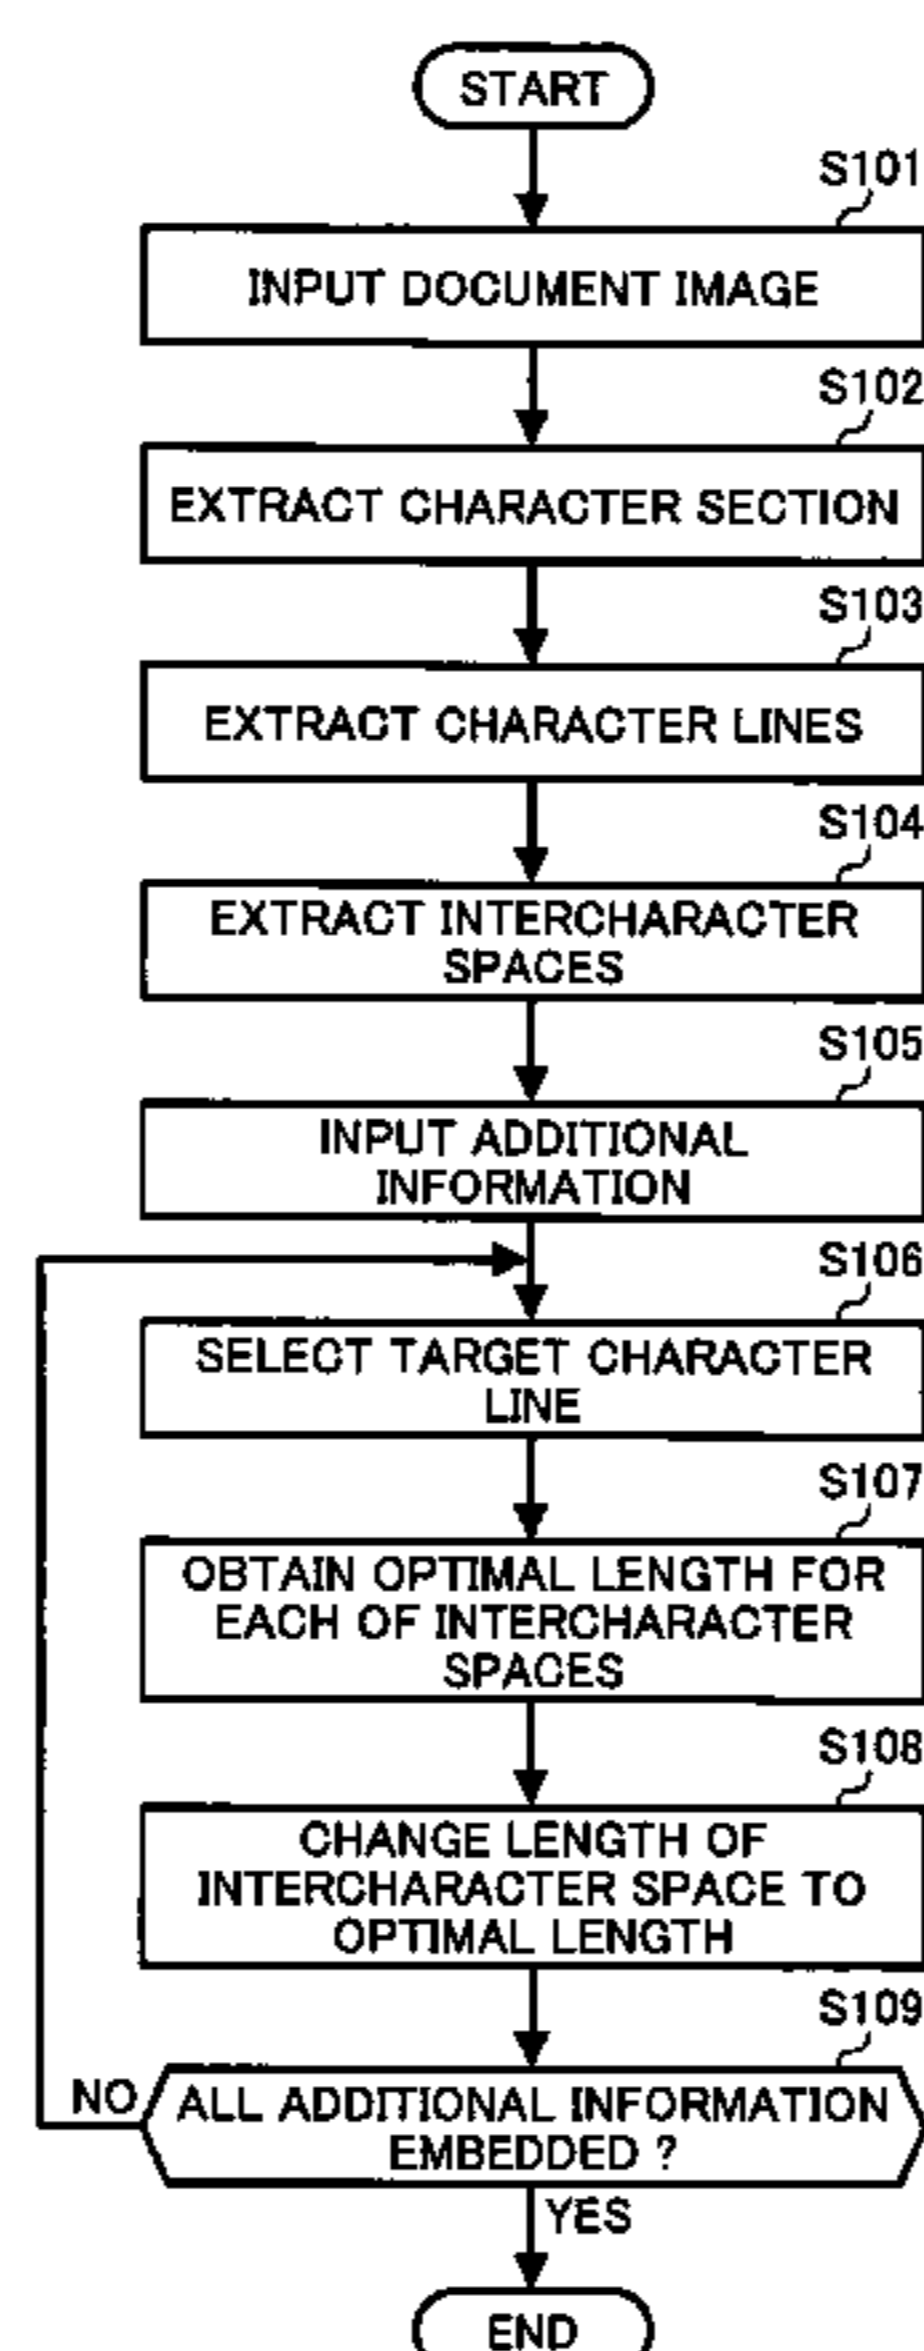 START
S101
INPUT DOCUMENT IMAGE
S102
EXTRACT CHARACTER SECTION
S103
EXTRACT CHARACTER LINES
S104
EXTRACT INTERCHARACTER
SPACES
S105
INPUT ADDITIONAL
INFORMATION
S106
SELECT TARGET CHARACTER
LINE
S107
OBTAIN OPTIMAL LENGTH FOR
EACH OF INTERCHARACTER
SPACES
S108
CHANGE LENGTH OF
INTERCHARACTER SPACE TO
OPTIMAL LENGTH
S109
NO
ALL ADDITIONAL INFORMATION
EMBEDDED ?
YES
END